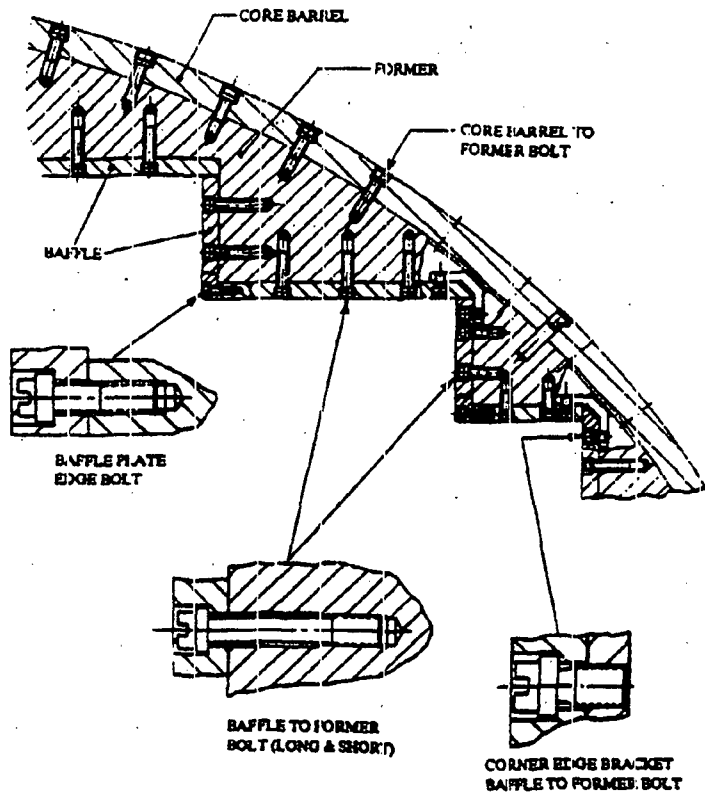 CORE BARREL
FORMER
CORE BARREL TO
FORMER BOLT
BAFFLE
BAFFLE PLATE
EDGE BOLT
BAFFLE TO FORMER
BOLT (LONG & SHORT)
CORNER EDGE BRACKET
BAFFLE TO FORMER BOLT